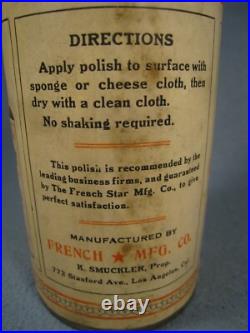 DIRECTIONS
Apply polish to surface with
sponge or cheese cloth, then
dry with a clean cloth.
No shaking required.
This polish is recommended by the
leading business firms, and guaranteed
by The French Star Mfg. Co., to give
perfect satisfaction.
MANUFACTURED BY
FRENCH ★ MFG. CO.
K. SMUCKLER, Prop.
773 Stanford Ave., Los Angeles, Ca